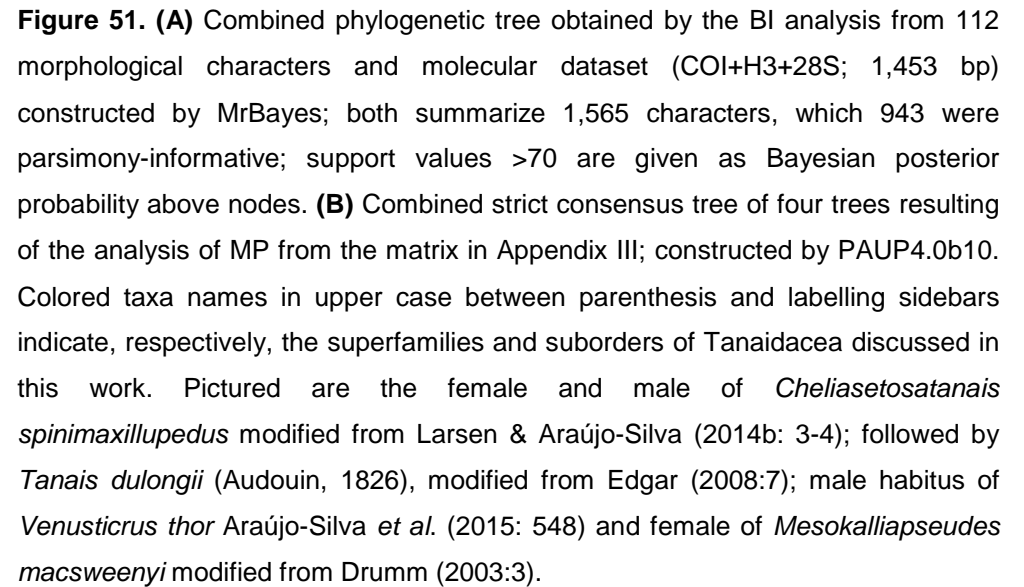 Figure 51. (A) Combined phylogenetic tree obtained by the BI analysis from 112
morphological characters and molecular dataset (COI+H3+28S; 1,453 bp)
constructed by MrBayes; both summarize 1,565 characters, which 943 were
parsimony-informative; support values >70 are given as Bayesian posterior
probability above nodes. (B) Combined strict consensus tree of four trees resulting
of the analysis of MP from the matrix in Appendix III; constructed by PAUP4.0b10.
Colored taxa names in upper case between parenthesis and labelling sidebars
indicate, respectively, the superfamilies and suborders of Tanaidacea discussed in
this work. Pictured are the female and male of Cheliasetosatanais
spinimaxillupedus modified from Larsen & Araújo-Silva (2014b: 3-4); followed by
Tanais dulongii (Audouin, 1826), modified from Edgar (2008:7); male habitus of
Venusticrus thor Araújo-Silva et al. (2015: 548) and female of Mesokalliapseudes
macsweenyi modified from Drumm (2003:3).